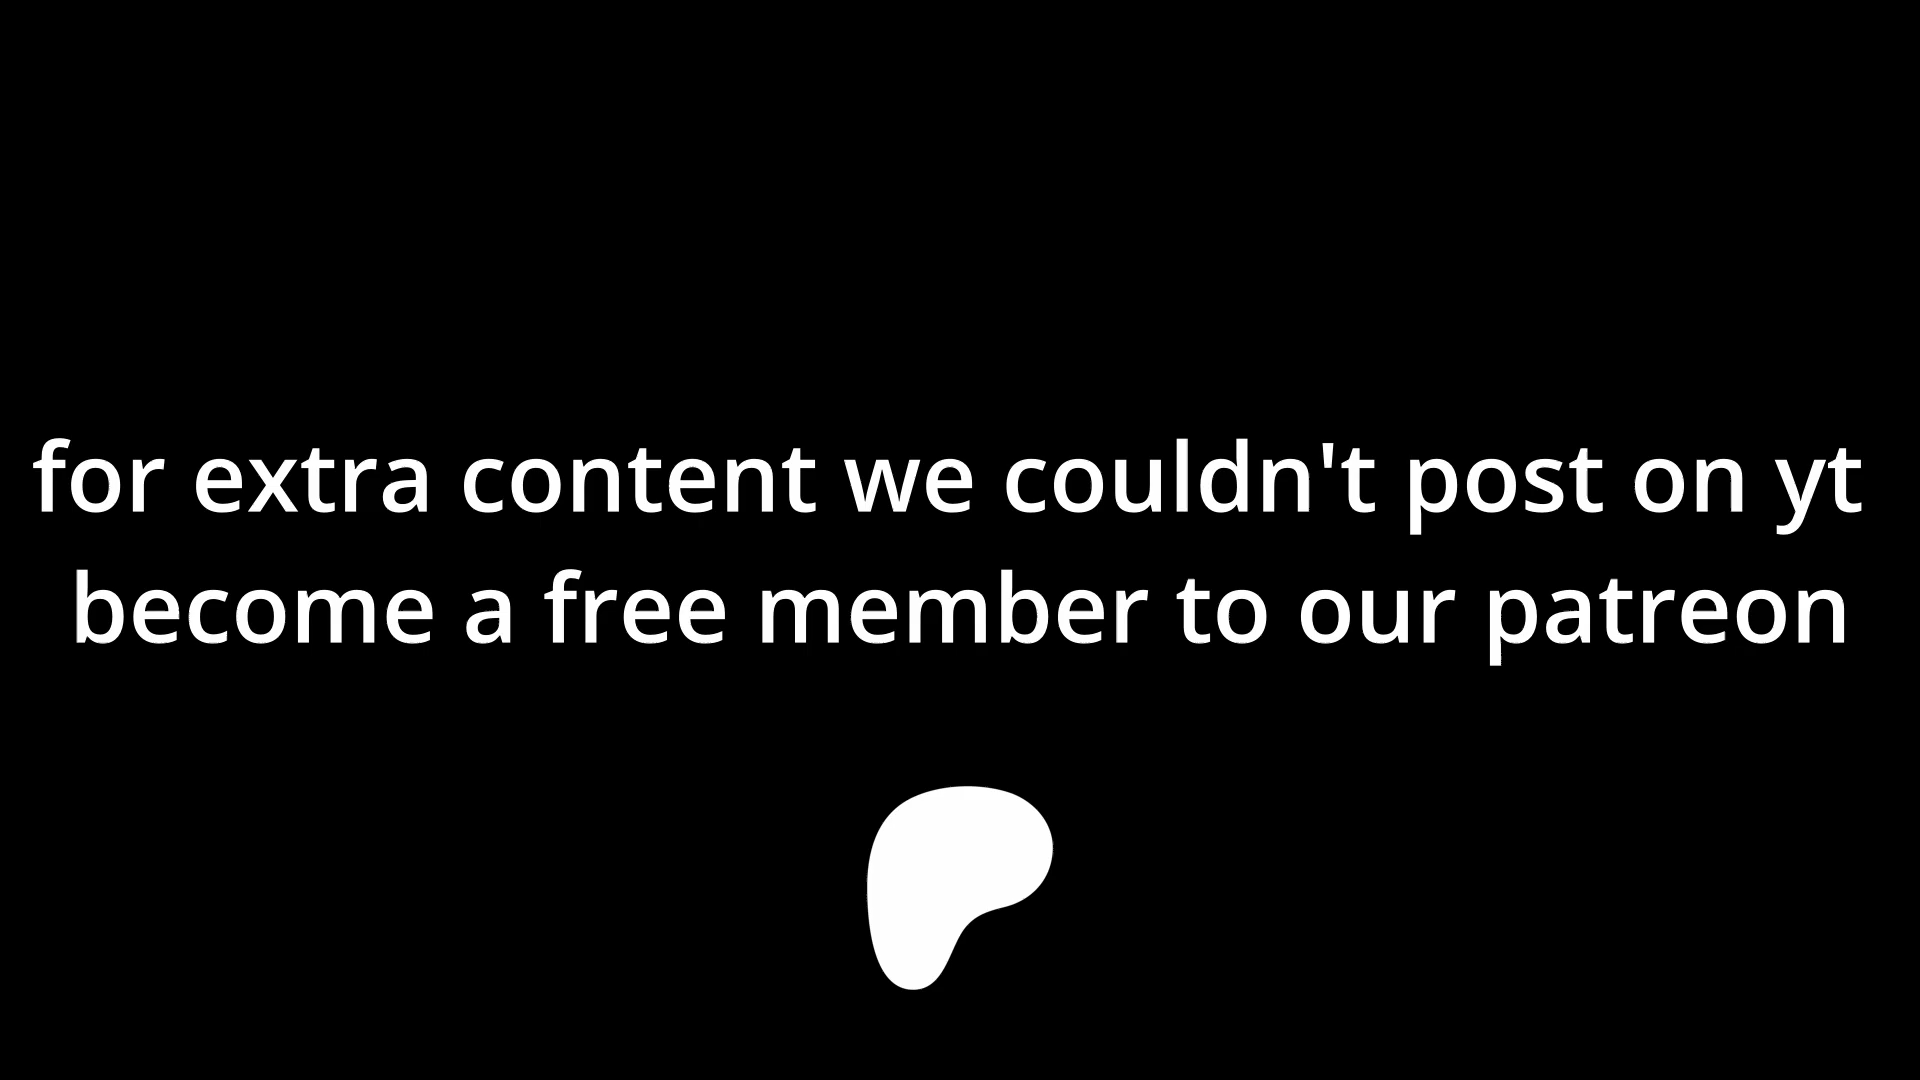 for extra content we couldn't post on yt
become a free member to our patreon